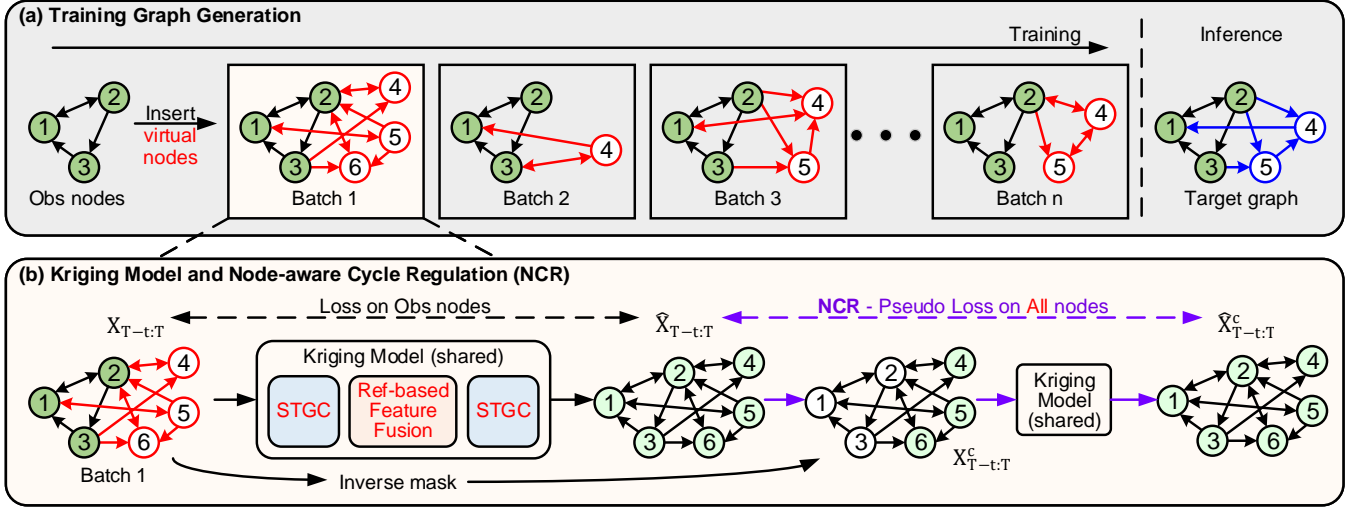 (a) Training Graph Generation
Training
Inference
Obs nodes
1
2
3
Insert
virtual
nodes
1
2
3
4
5
6
Batch 1
1
2
3
4
Batch 2
1
2
3
4
5
Batch 3
1
2
3
4
5
Batch n
1
2
3
4
5
Target graph
(b) Kriging Model and Node-aware Cycle Regulation (NCR)
X_{T−t:T}
Loss on Obs nodes
X̂_{T−t:T}
NCR - Pseudo Loss on All nodes
X̂^c_{T−t:T}
1
2
3
4
5
6
Batch 1
Kriging Model (shared)
STGC
Ref-based
Feature
Fusion
STGC
1
2
3
4
5
6
1
2
3
4
5
6
X^c_{T−t:T}
Kriging
Model
(shared)
1
2
3
4
5
6
Inverse mask